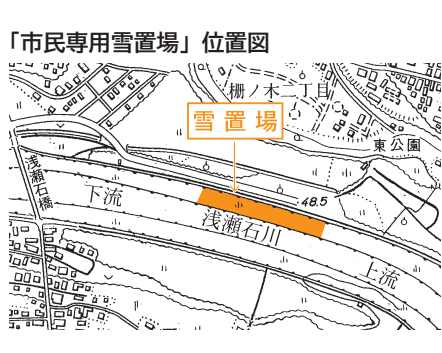 「市民専用雪置場」位置図
柵ノ木二丁目
雪置場
東公園
浅瀬石橋
下流
48.5
浅瀬石川
上流